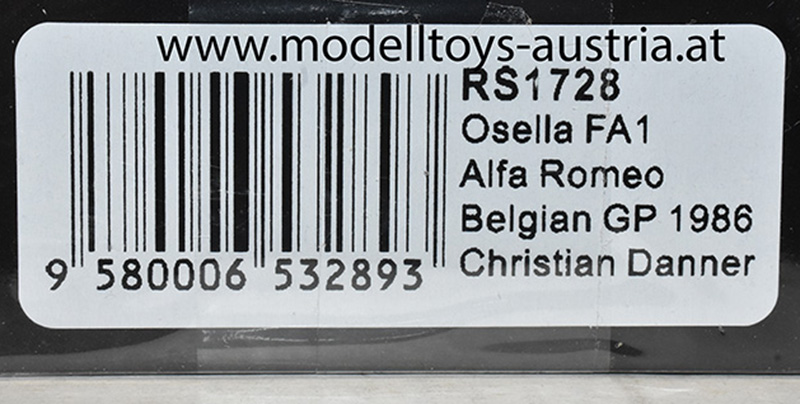 www.modelltoys-austria.at
RS1728
Osella FA1
Alfa Romeo
Belgian GP 1986
Christian Danner
9 580006 532893